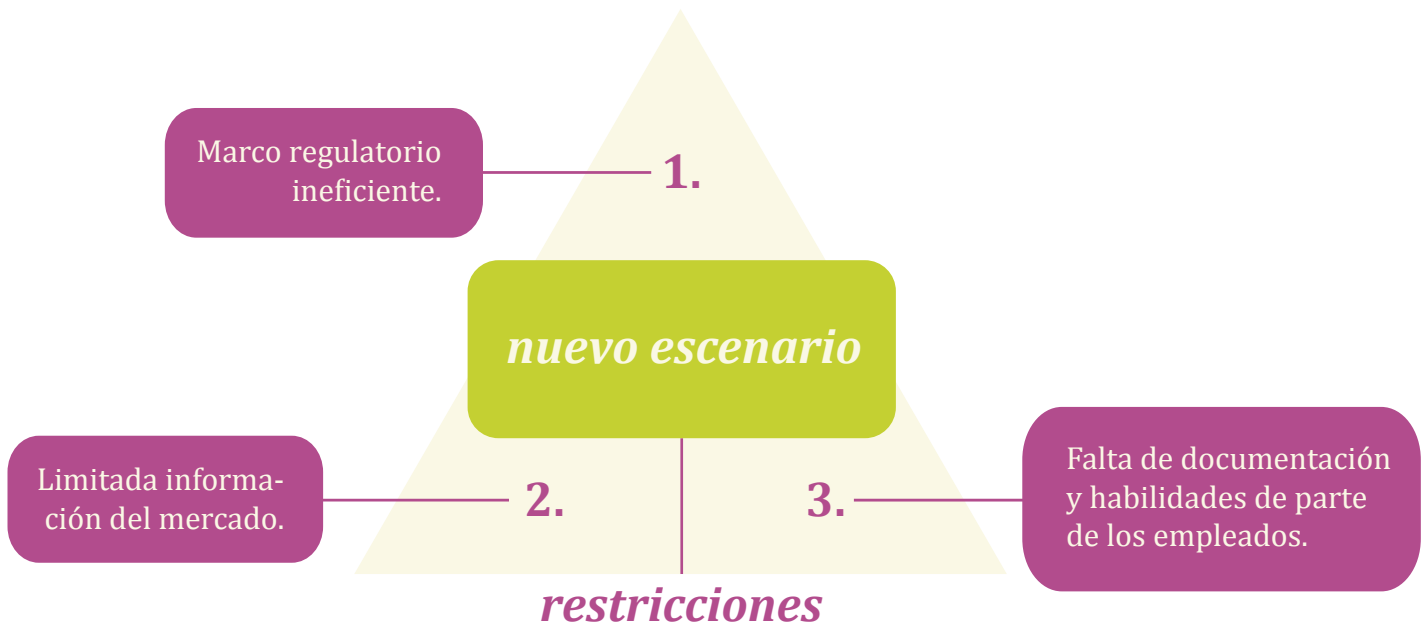 Marco regulatorio
ineficiente.
1.
nuevo escenario
Limitada informa-
ción del mercado.
2.
3.
Falta de documentación
y habilidades de parte
de los empleados.
restricciones